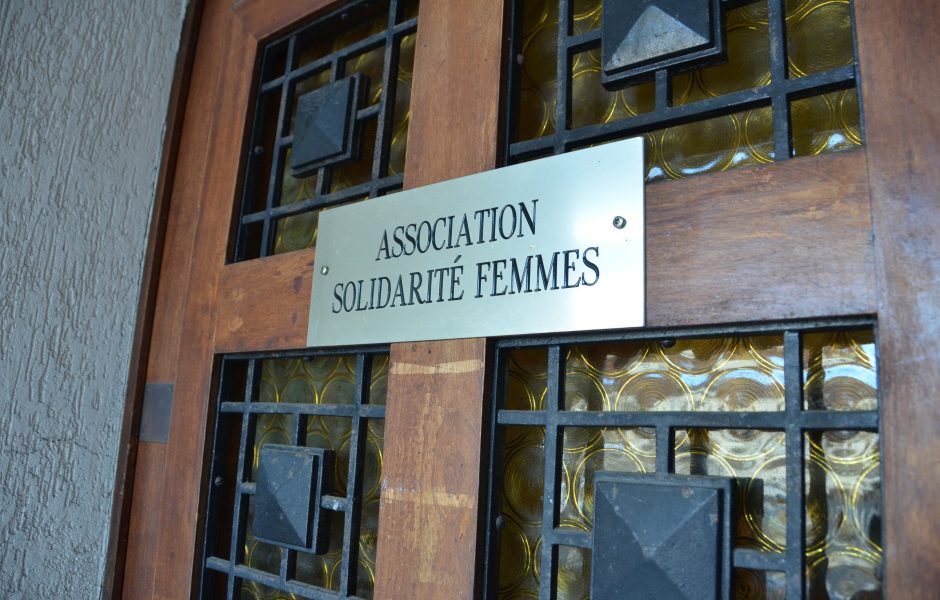 ASSOCIATION
SOLIDARITÉ FEMMES